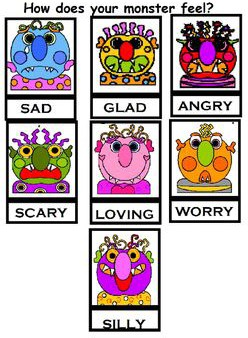 How does your monster feel?
SAD GLAD ANGRY
SCARY LOVING WORRY
SILLY